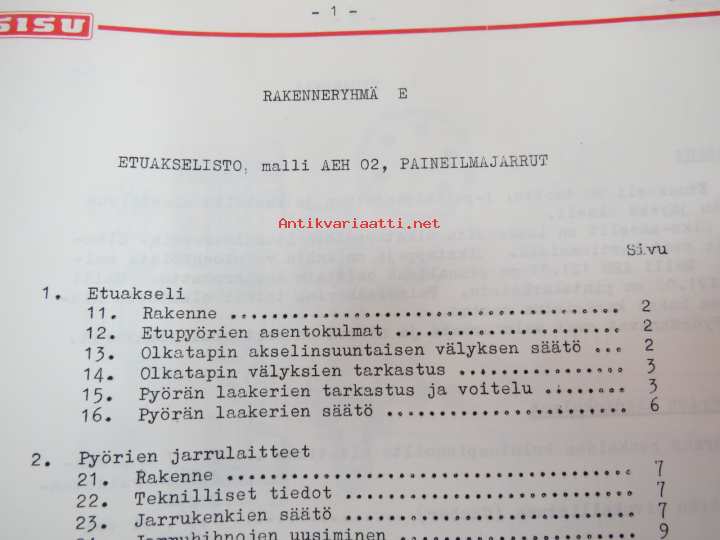 - 1 -
SISU
RAKENNERYHMÄ E
ETUAKSELISTO, malli AEH 02, PAINEILMAJARRUT
Antikvariaatti.net
Sivu
1. Etuakseli
11. Rakenne ........................................ 2
12. Etupyörien asentokulmat ...................... 2
13. Olkatapin akselinsuuntaisen välyksen säätö ... 2
14. Olkatapin välyksien tarkastus ................ 3
15. Pyörän laakerien tarkastus ja voitelu ........ 3
16. Pyörän laakerien säätö ....................... 6
2. Pyörien jarrulaitteet
21. Rakenne ........................................ 7
22. Teknilliset tiedot ............................ 7
23. Jarrukenkien säätö ............................ 7
Jarruhihnojen uusiminen ................... 9